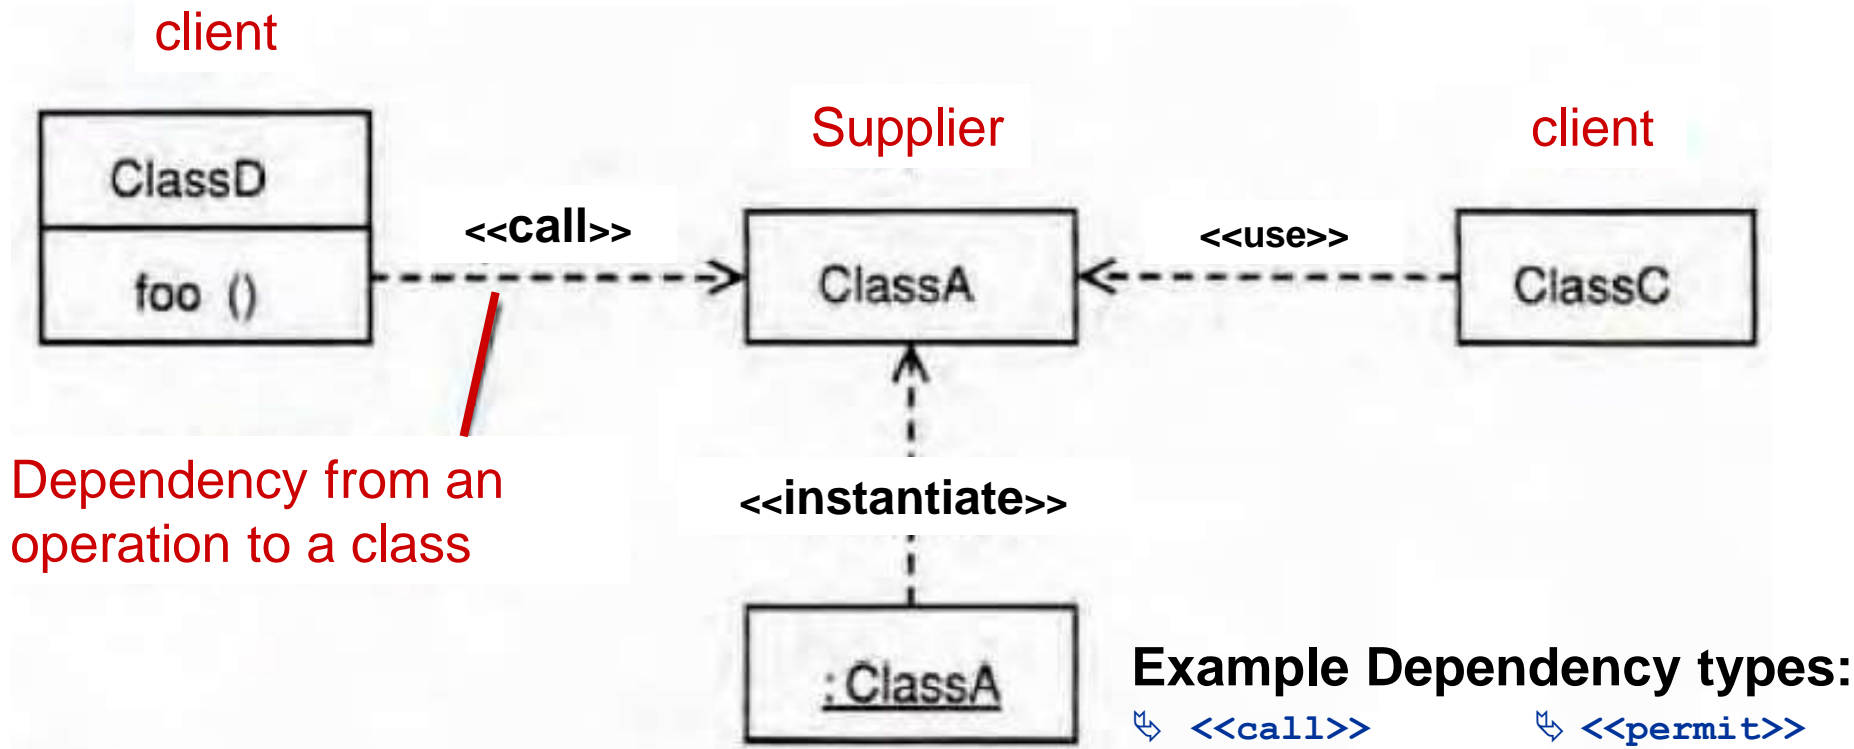 client
Supplier
client
ClassD
<<call>>
<<use>>
foo ()
ClassA
ClassC
Dependency from an
operation to a class
<<instantiate>>
: ClassA
Example Dependency types:
<<call>> <<permit>>